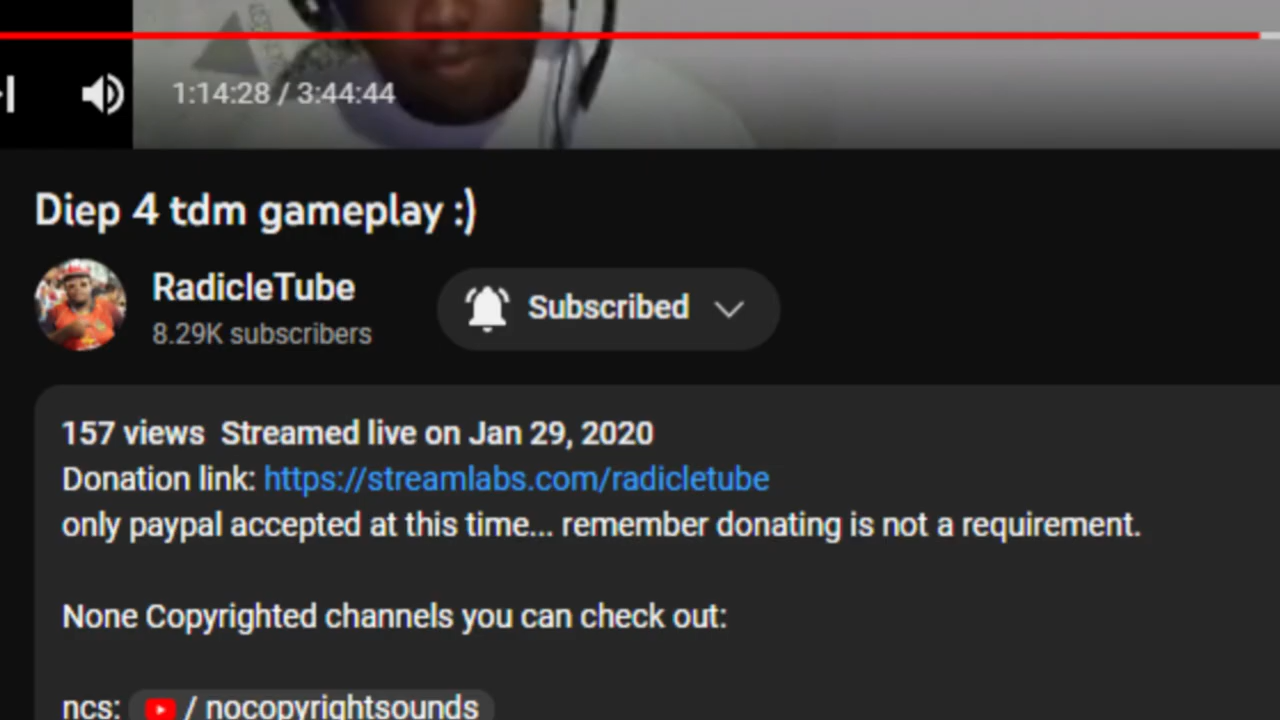 1:14:28 / 3:44:44
Diep 4 tdm gameplay :)
RadicleTube
8.29K subscribers
Subscribed
157 views Streamed live on Jan 29, 2020
Donation link: https://streamlabs.com/radicletube
only paypal accepted at this time... remember donating is not a requirement.
None Copyrighted channels you can check out:
ncs: / nocopyrightsounds